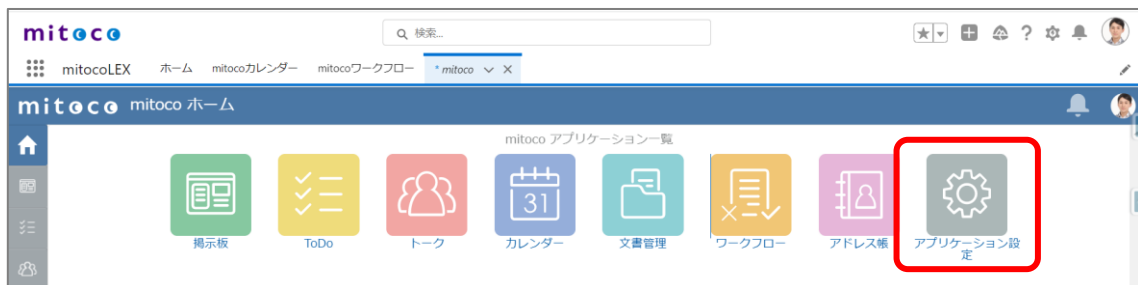 mitoco
検索...
mitocoLEX ホーム mitocoカレンダー mitocoワークフロー * mitoco
mitoco mitoco ホーム
mitoco アプリケーション一覧
31
掲示板 ToDo トーク カレンダー 文書管理 ワークフロー アドレス帳 アプリケーション設
定